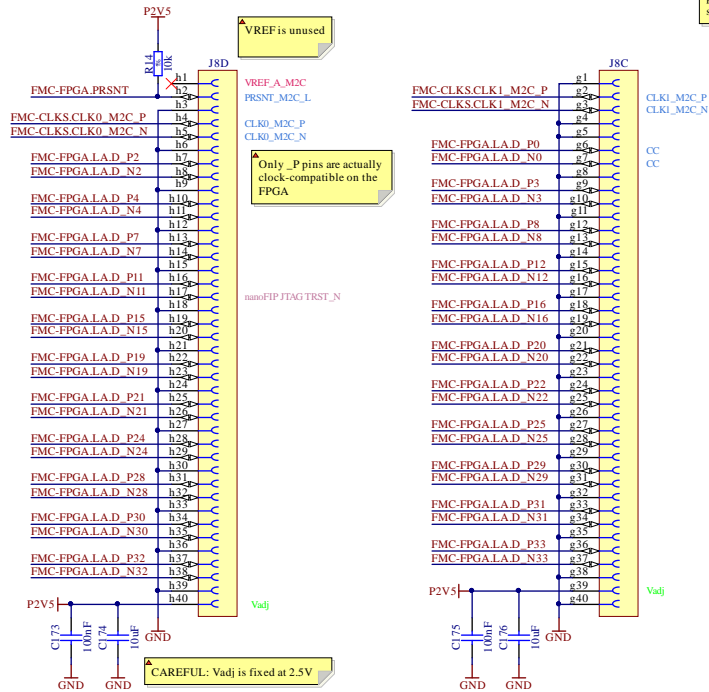 P2V5
VREF is unused
R14
10k
J8D
J8C
h1
VREF_A_M2C
g1
FMC-FPGA.PRSNT
h2
PRSNT_M2C_L
FMC-CLKS.CLK1_M2C_P
g2
CLK1_M2C_P
h3
FMC-CLKS.CLK1_M2C_N
g3
CLK1_M2C_N
FMC-CLKS.CLK0_M2C_P
h4
CLK0_M2C_P
g4
FMC-CLKS.CLK0_M2C_N
h5
CLK0_M2C_N
g5
h6
FMC-FPGA.LA.D_P0
g6
CC
FMC-FPGA.LA.D_P2
h7
FMC-FPGA.LA.D_N0
g7
CC
Only _P pins are actually
clock-compatible on the
FPGA
FMC-FPGA.LA.D_N2
h8
g8
h9
FMC-FPGA.LA.D_P3
g9
FMC-FPGA.LA.D_P4
h10
FMC-FPGA.LA.D_N3
g10
FMC-FPGA.LA.D_N4
h11
g11
h12
FMC-FPGA.LA.D_P8
g12
FMC-FPGA.LA.D_P7
h13
FMC-FPGA.LA.D_N8
g13
FMC-FPGA.LA.D_N7
h14
g14
h15
FMC-FPGA.LA.D_P12
g15
FMC-FPGA.LA.D_P11
h16
FMC-FPGA.LA.D_N12
g16
FMC-FPGA.LA.D_N11
h17
nanoFIP JTAG TRST_N
g17
h18
FMC-FPGA.LA.D_P16
g18
FMC-FPGA.LA.D_P15
h19
FMC-FPGA.LA.D_N16
g19
FMC-FPGA.LA.D_N15
h20
g20
h21
FMC-FPGA.LA.D_P20
g21
FMC-FPGA.LA.D_P19
h22
FMC-FPGA.LA.D_N20
g22
FMC-FPGA.LA.D_N19
h23
g23
h24
FMC-FPGA.LA.D_P22
g24
FMC-FPGA.LA.D_P21
h25
FMC-FPGA.LA.D_N22
g25
FMC-FPGA.LA.D_N21
h26
g26
h27
FMC-FPGA.LA.D_P25
g27
FMC-FPGA.LA.D_P24
h28
FMC-FPGA.LA.D_N25
g28
FMC-FPGA.LA.D_N24
h29
g29
h30
FMC-FPGA.LA.D_P29
g30
FMC-FPGA.LA.D_P28
h31
FMC-FPGA.LA.D_N29
g31
FMC-FPGA.LA.D_N28
h32
g32
h33
FMC-FPGA.LA.D_P31
g33
FMC-FPGA.LA.D_P30
h34
FMC-FPGA.LA.D_N31
g34
FMC-FPGA.LA.D_N30
h35
g35
h36
FMC-FPGA.LA.D_P33
g36
FMC-FPGA.LA.D_P32
h37
FMC-FPGA.LA.D_N33
g37
FMC-FPGA.LA.D_N32
h38
g38
h39
P2V5
g39
Vadj
P2V5
h40
Vadj
g40
C173
100nF
C174
10uF
GND
C175
100nF
C176
10uF
GND
CAREFUL: Vadj is fixed at 2.5V
GND
GND
GND
GND